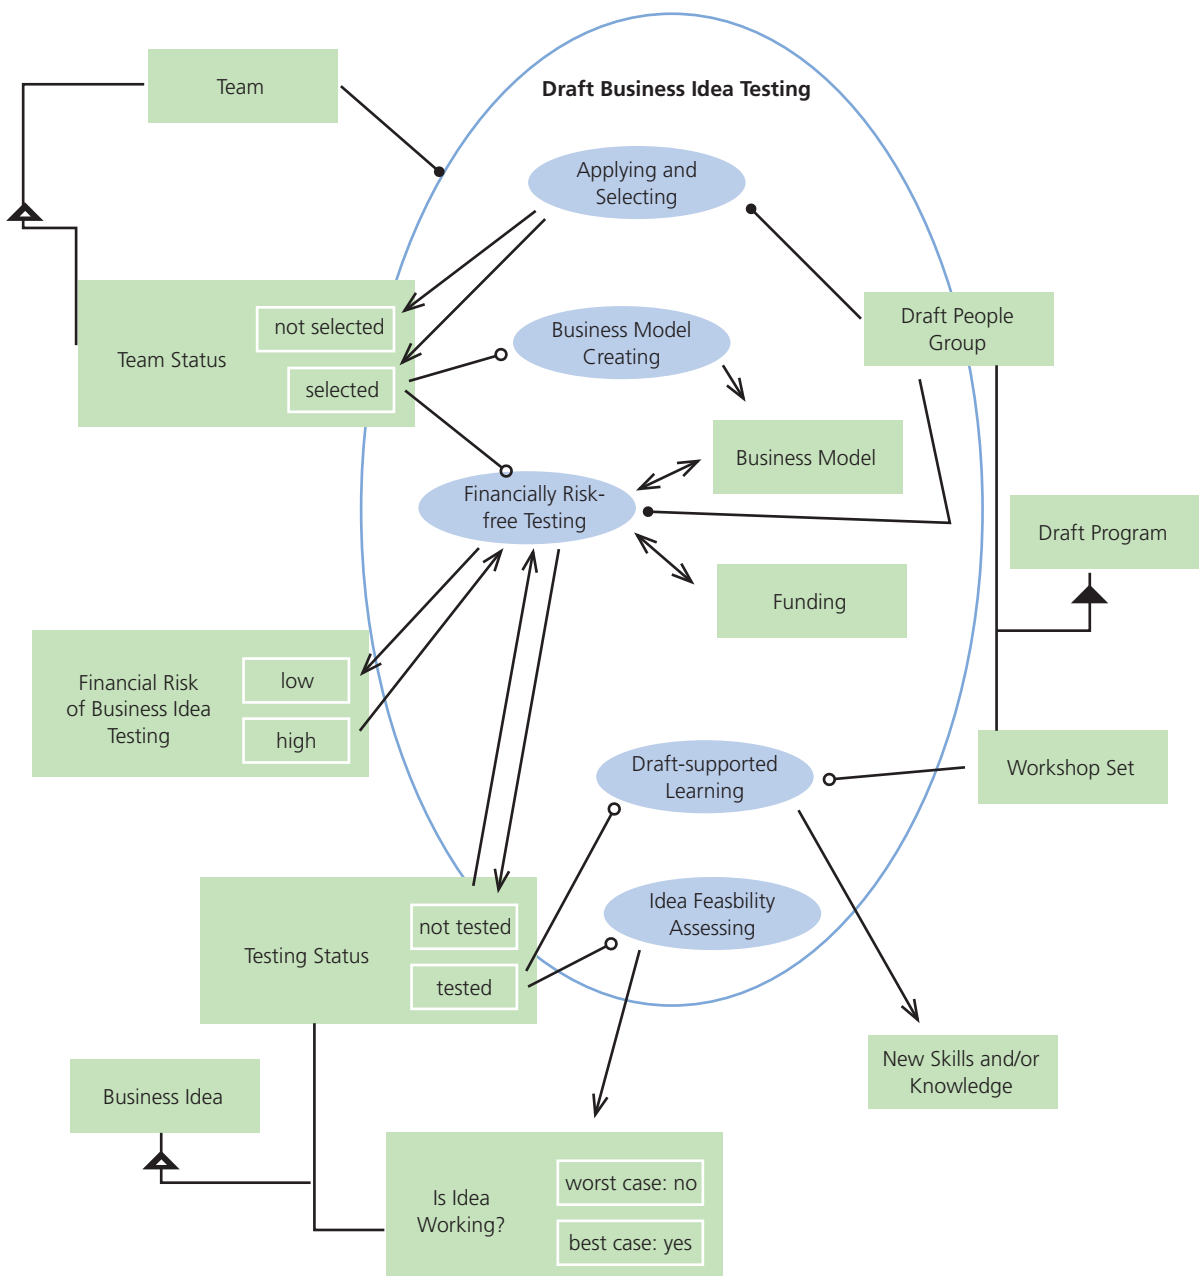 Draft Business Idea Testing
Team
Applying and
Selecting
not selected
Team Status
selected
Business Model
Creating
Draft People
Group
Business Model
Financially Risk-
free Testing
Draft Program
Funding
Financial Risk
of Business Idea
Testing
low
high
Draft-supported
Learning
Workshop Set
Idea Feasbility
Assessing
not tested
Testing Status
tested
New Skills and/or
Knowledge
Business Idea
Is Idea
Working?
worst case: no
best case: yes